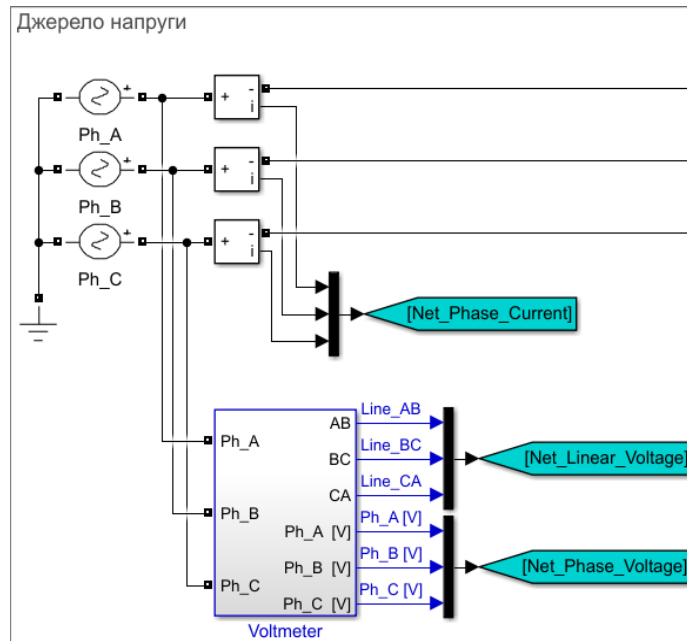 Джерело напруги
+
-
+
i
Ph_A
+
-
+
i
Ph_B
+
-
+
i
Ph_C
[Net_Phase_Current]
Line_AB
AB
Ph_A
Line_BC
[Net_Linear_Voltage]
BC
Line_CA
CA
Ph_B
Ph_A [V]
Ph_A [V]
Ph_B [V]
[Net_Phase_Voltage]
Ph_B [V]
Ph_C
Ph_C [V]
Ph_C [V]
Voltmeter